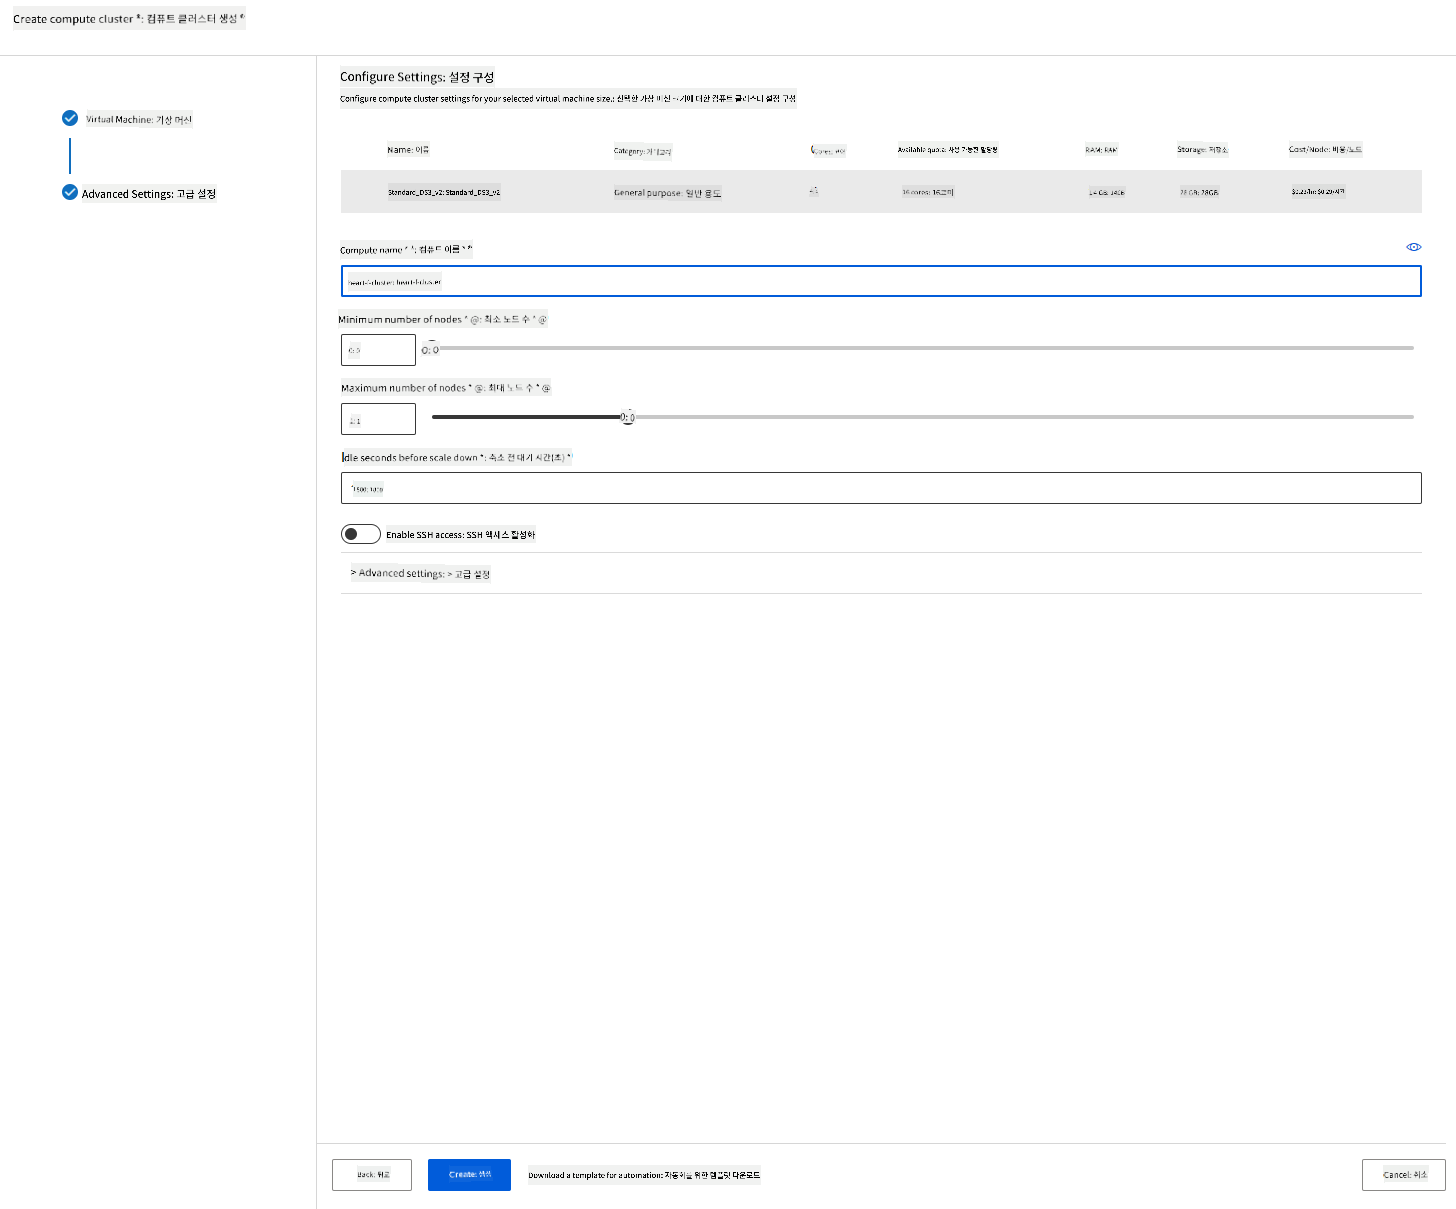 Create compute cluster *: 컴퓨트 클러스터 생성 *
Virtual Machine: 가상 머신
Advanced Settings: 고급 설정
Configure Settings: 설정 구성
Configure compute cluster settings for your selected virtual machine size.: 선택한 가상 머신 크기에 대한 컴퓨트 클러스터 설정 구성
Name: 이름 Category: 카테고리 Cores: 코어 Available quota: 사용 가능한 할당량 RAM: RAM Storage: 저장소 Cost/Node: 비용/노드
Standard_DS3_v2: Standard_DS3_v2 General purpose: 일반 용도 16 cores: 16코어 14 GB: 14GB 28 GB: 28GB
Compute name * *: 컴퓨트 이름 * *
heart-f-cluster: heart-f-cluster
Minimum number of nodes * @: 최소 노드 수 * @
0: 0 0: 0
Maximum number of nodes * @: 최대 노드 수 * @
0: 0
Idle seconds before scale down *: 축소 전 대기 시간(초) *
Enable SSH access: SSH 액세스 활성화
> Advanced settings: > 고급 설정
Back: 뒤로 Create: 생성 Download a template for automation: 자동화를 위한 템플릿 다운로드 Cancel: 취소